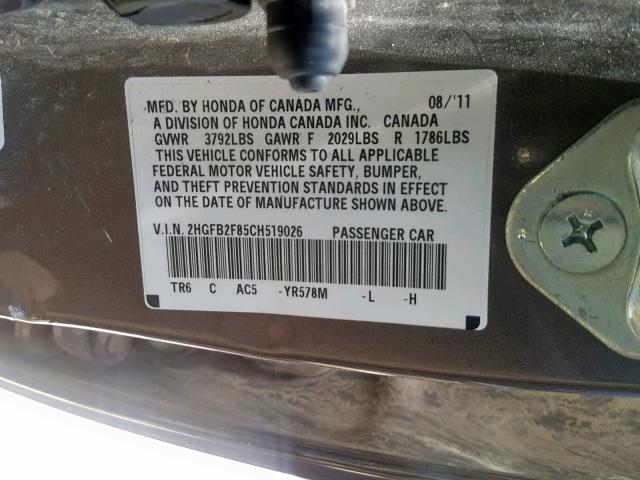 MFD. BY HONDA OF CANADA MFG., 08/'11
A DIVISION OF HONDA CANADA INC. CANADA
GVWR 3792LBS GAWR F 2029LBS R 1786LBS
THIS VEHICLE CONFORMS TO ALL APPLICABLE
FEDERAL MOTOR VEHICLE SAFETY, BUMPER,
AND THEFT PREVENTION STANDARDS IN EFFECT
ON THE DATE OF MANUFACTURE SHOWN ABOVE.
V.I.N. 2HGFB2F85CH519026 PASSENGER CAR
TR6 C AC5 -YR578M -L -H